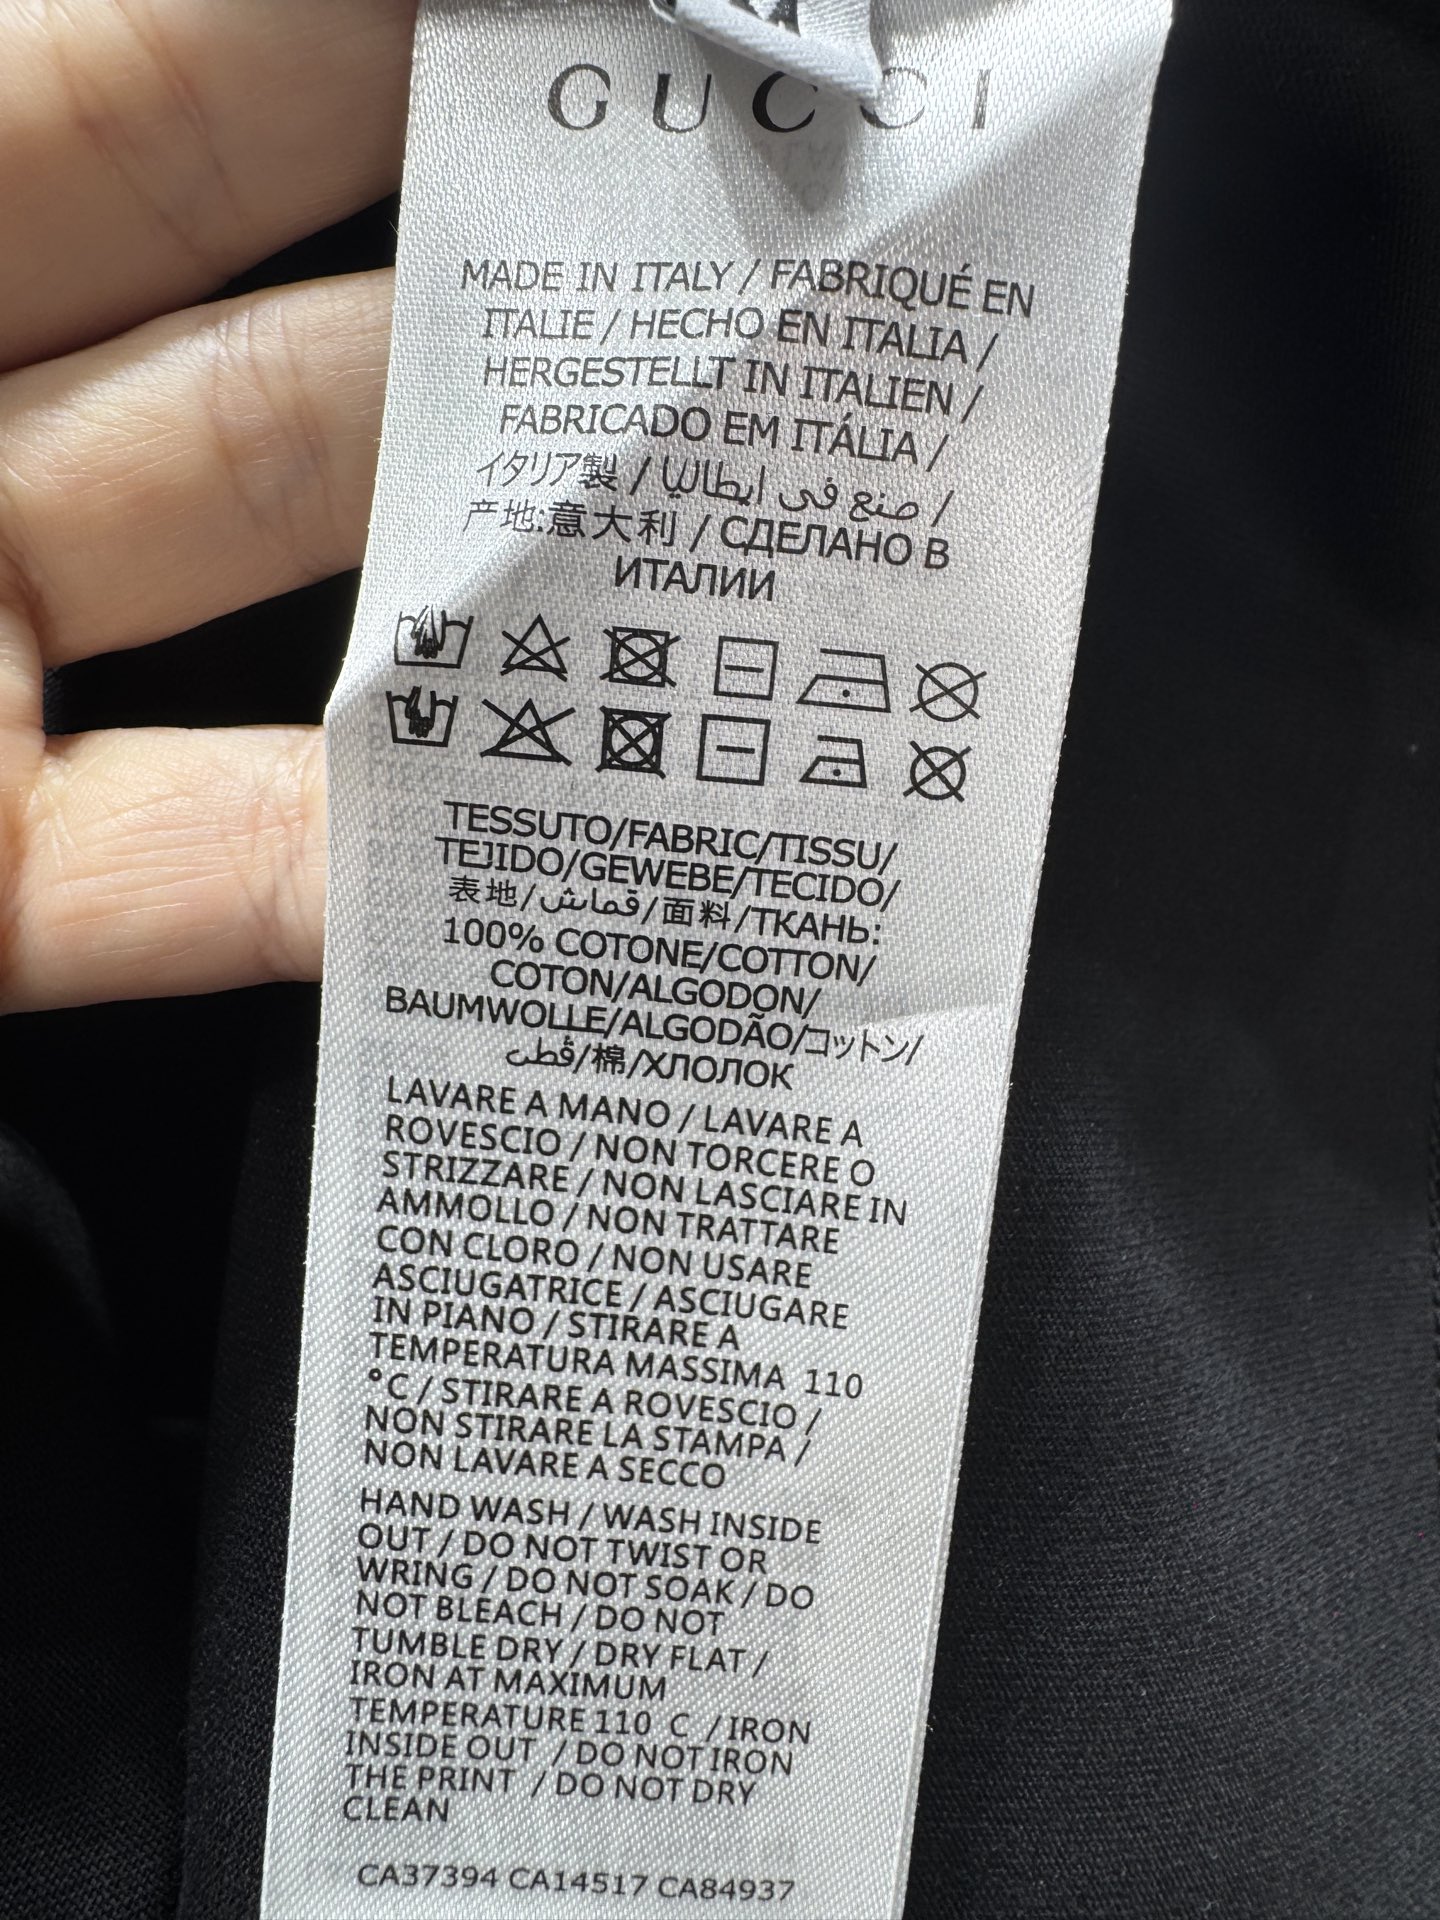 GUCCI
MADE IN ITALY / FABRIQUÉ EN
ITALIE / HECHO EN ITALIA /
HERGESTELLT IN ITALIEN /
FABRICADO EM ITÁLIA /
イタリア製 / صنع في ايطاليا /
产地:意大利 / СДЕЛАНО В
ИТАЛИИ
TESSUTO/FABRIC/TISSU/
TEJIDO/GEWEBE/TECIDO/
表地/قماش/面料/ТКАНЬ:
100% COTONE/COTTON/
COTON/ALGODON/
BAUMWOLLE/ALGODÃO/コットン/
قُطن/棉/ХЛОПОК
LAVARE A MANO / LAVARE A
ROVESCIO / NON TORCERE O
STRIZZARE / NON LASCIARE IN
AMMOLLO / NON TRATTARE
CON CLORO / NON USARE
ASCIUGATRICE / ASCIUGARE
IN PIANO / STIRARE A
TEMPERATURA MASSIMA 110
°C / STIRARE A ROVESCIO /
NON STIRARE LA STAMPA /
NON LAVARE A SECCO
HAND WASH / WASH INSIDE
OUT / DO NOT TWIST OR
WRING / DO NOT SOAK / DO
NOT BLEACH / DO NOT
TUMBLE DRY / DRY FLAT /
IRON AT MAXIMUM
TEMPERATURE 110 C / IRON
INSIDE OUT / DO NOT IRON
THE PRINT / DO NOT DRY
CLEAN
CA37394 CA14517 CA84937